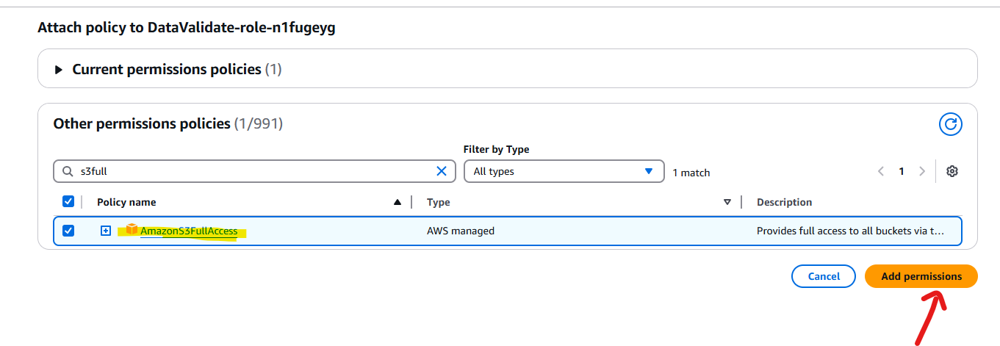 Attach policy to DataValidate-role-n1fugeyg
Current permissions policies (1)
Other permissions policies (1/991)
Filter by Type
s3full
All types
1 match
1
Policy name
Type
Description
AmazonS3FullAccess
AWS managed
Provides full access to all buckets via t...
Cancel
Add permissions